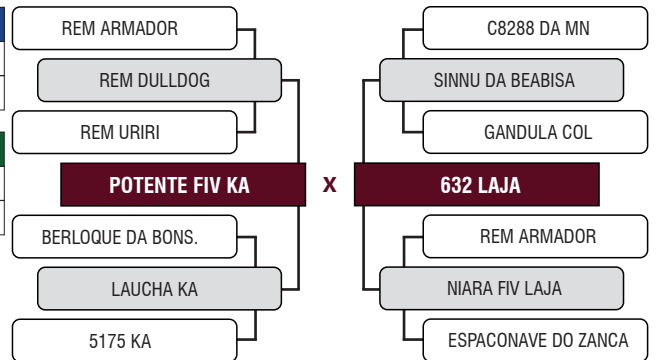 REM ARMADOR
REM DULLDOG
REM URIRI
POTENTE FIV KA
BERLOQUE DA BONS.
LAUCHA KA
5175 KA
X
C8288 DA MN
SINNU DA BEABISA
GANDULA COL
632 LAJA
REM ARMADOR
NIARA FIV LAJA
ESPACONAVE DO ZANCA